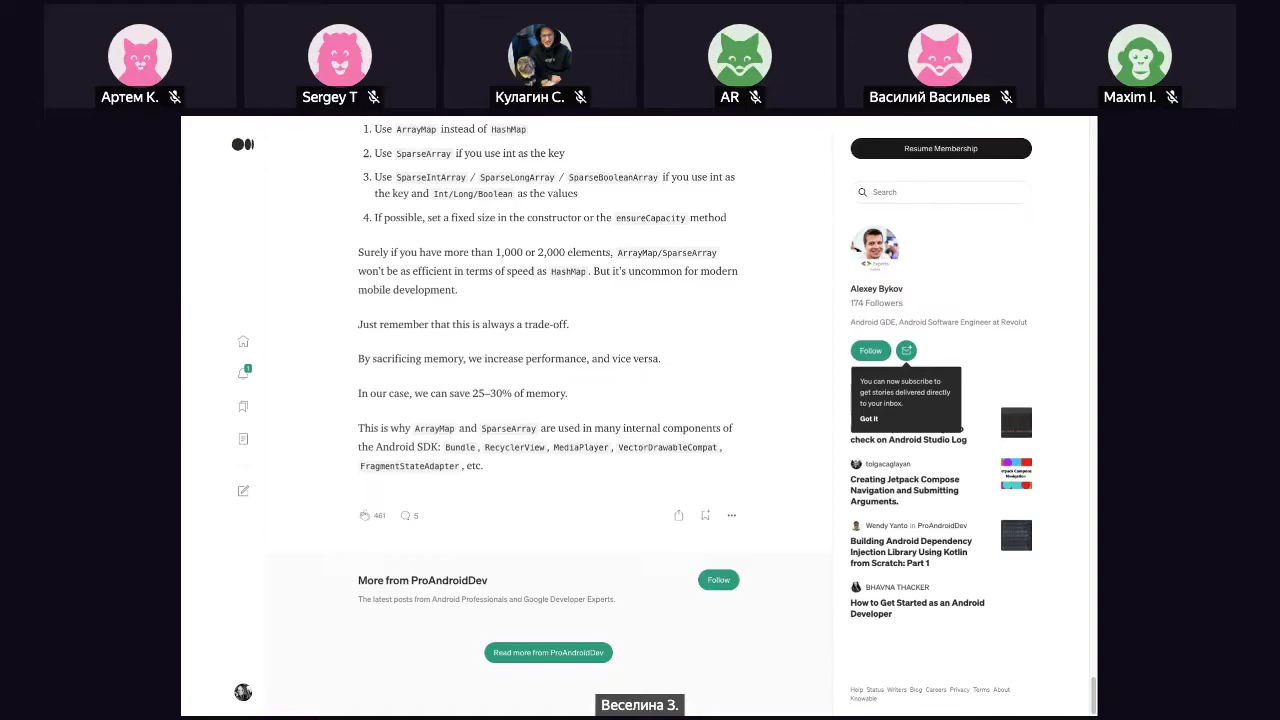 Артем К.
Sergey T
Кулагин С.
AR
Василий Васильев
Maxim I.
1. Use ArrayMap instead of HashMap
2. Use SparseArray if you use int as the key
3. Use SparseIntArray / SparseLongArray / SparseBooleanArray if you use int as
the key and Int/Long/Boolean as the values
4. If possible, set a fixed size in the constructor or the ensureCapacity method
Surely if you have more than 1,000 or 2,000 elements, ArrayMap/SparseArray
won't be as efficient in terms of speed as HashMap. But it's uncommon for modern
mobile development.
Just remember that this is always a trade-off.
By sacrificing memory, we increase performance, and vice versa.
In our case, we can save 25–30% of memory.
This is why ArrayMap and SparseArray are used in many internal components
of the Android SDK: Bundle, RecyclerView, MediaPlayer, VectorDrawableCompat,
FragmentStateAdapter, etc.
461
5
More from ProAndroidDev
Follow
The latest posts from Android Professionals and Google Developer Experts.
Read more from ProAndroidDev
1
Resume Membership
Search
Experts
Alexey Bykov
174 Followers
Android GDE, Android Software Engineer at Revolut
Follow
You can now subscribe to
get stories delivered directly
to your inbox.
Got it
check on Android Studio Log
tolgacaglayan
Creating Jetpack Compose
Navigation and Submitting
Arguments.
Jetpack Compose
Navigation
Wendy Yanto in ProAndroidDev
Building Android Dependency
Injection Library Using Kotlin
from Scratch: Part 1
BHAVNA THACKER
How to Get Started as an Android
Developer
Help Status Writers Blog Careers Privacy Terms About
Knowable
Веселина З.